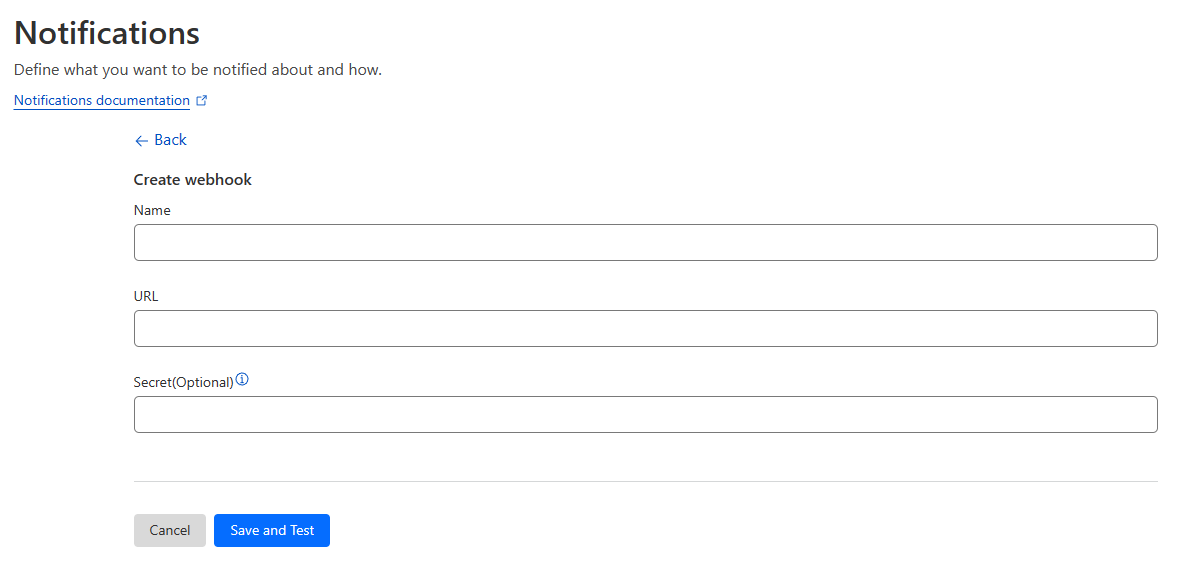 Notifications
Define what you want to be notified about and how.
Notifications documentation
Back
Create webhook
Name
URL
Secret(Optional)
Cancel
Save and Test